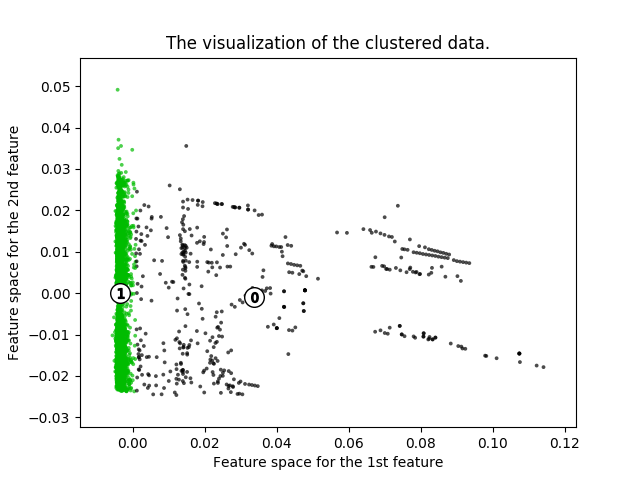 The visualization of the clustered data.
Feature space for the 2nd feature
0.05
0.04
0.03
0.02
0.01
0.00
−0.01
−0.02
−0.03
1
0
0.00 0.02 0.04 0.06 0.08 0.10 0.12
Feature space for the 1st feature